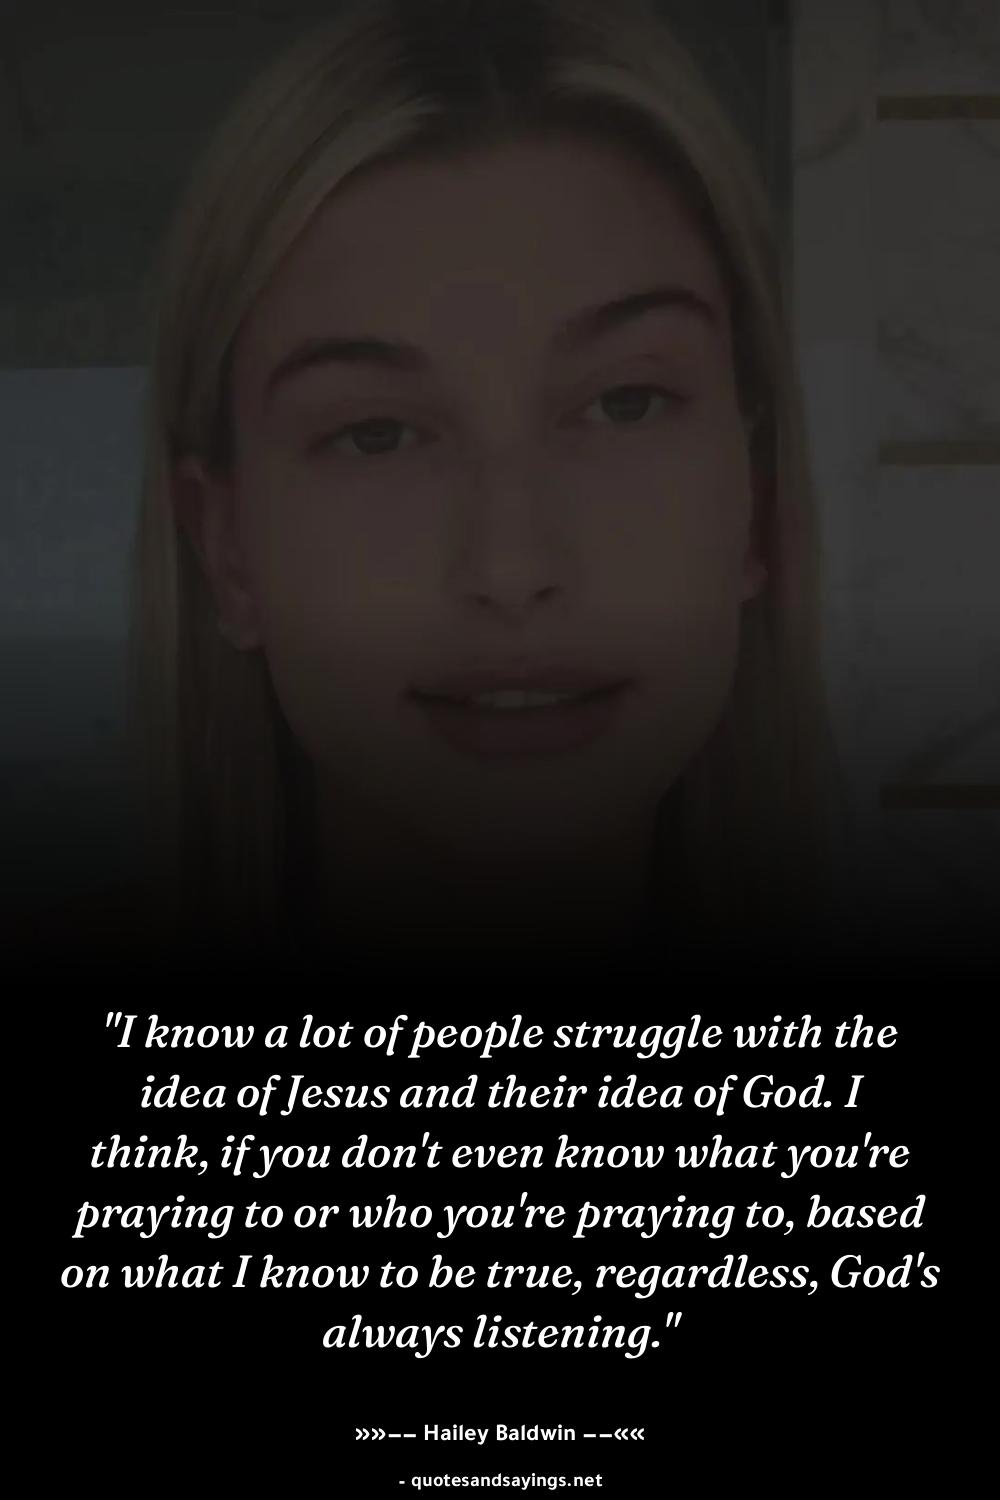 "I know a lot of people struggle with the
idea of Jesus and their idea of God. I
think, if you don't even know what you're
praying to or who you're praying to, based
on what I know to be true, regardless, God's
always listening."
»»–– Hailey Baldwin ––««
- quotesandsayings.net